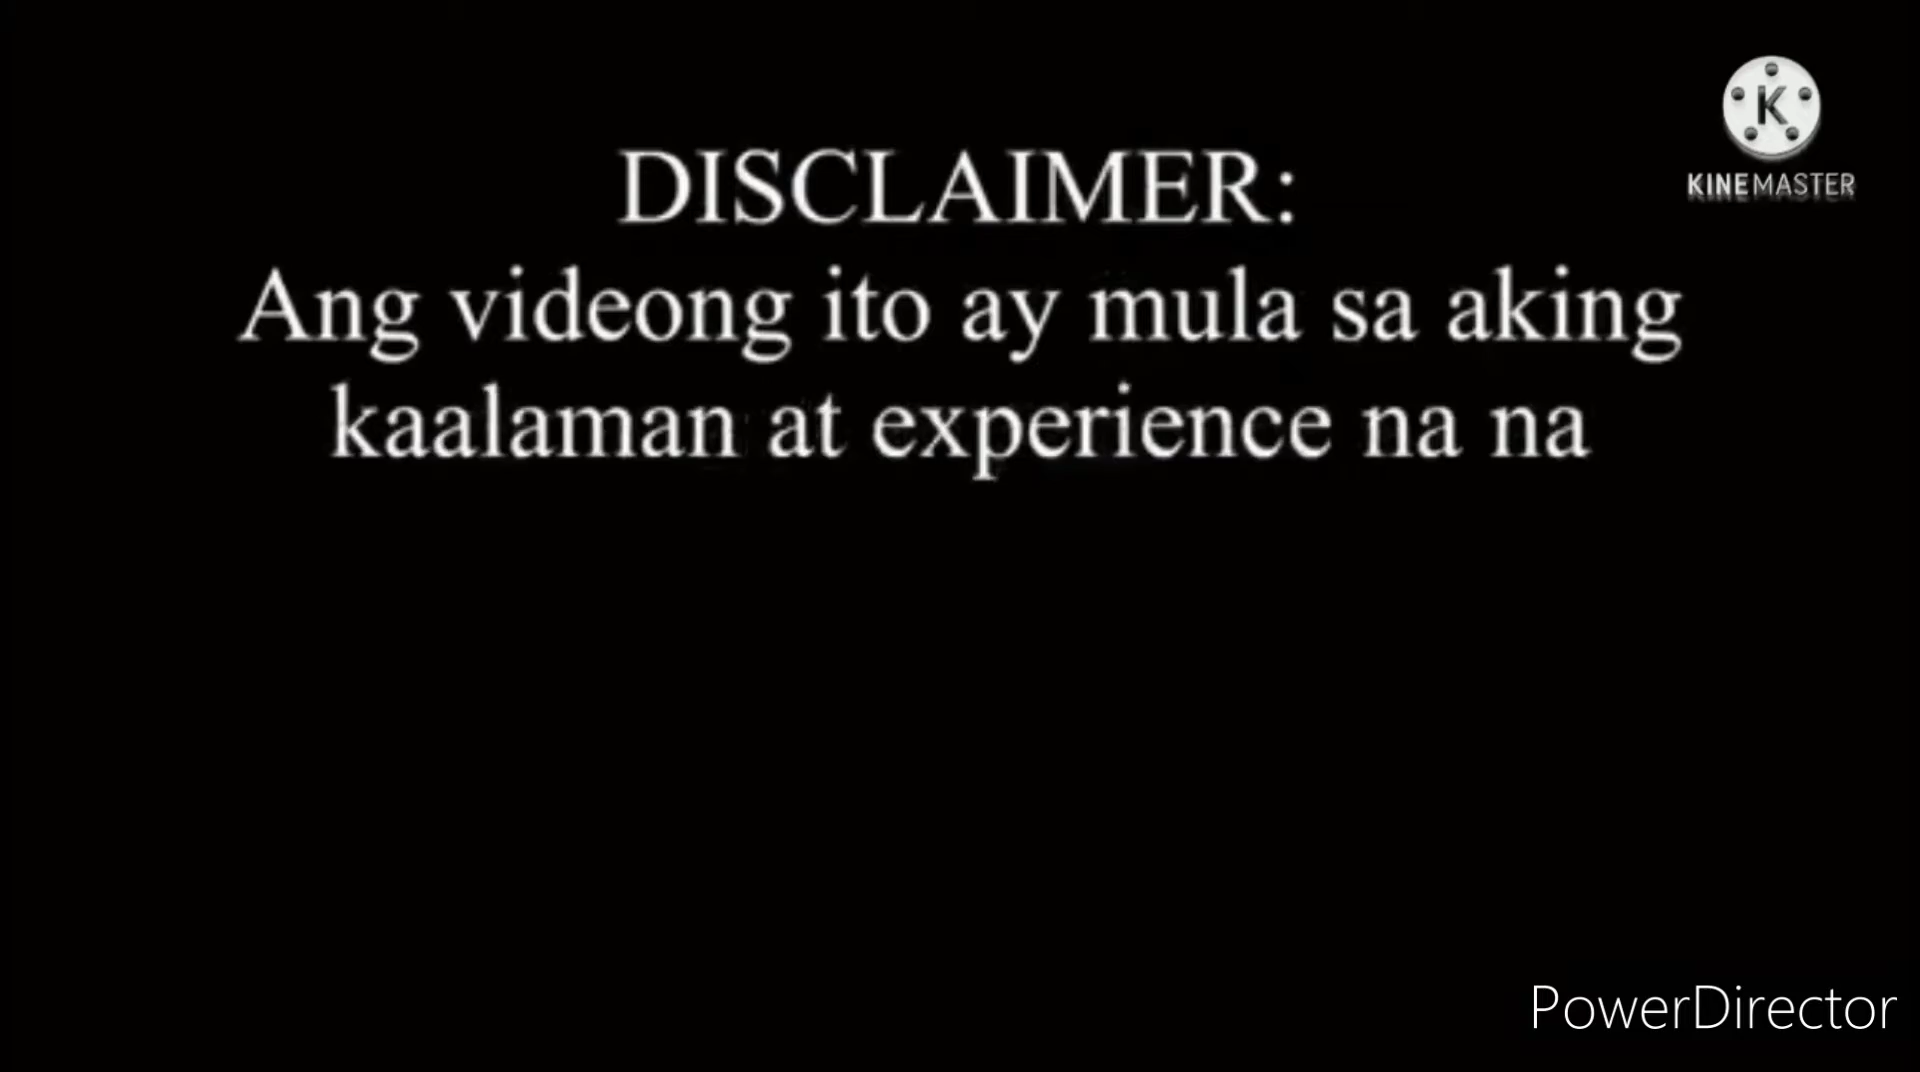 K
KINEMASTER
DISCLAIMER:
Ang videong ito ay mula sa aking
kaalaman at experience na na
PowerDirector